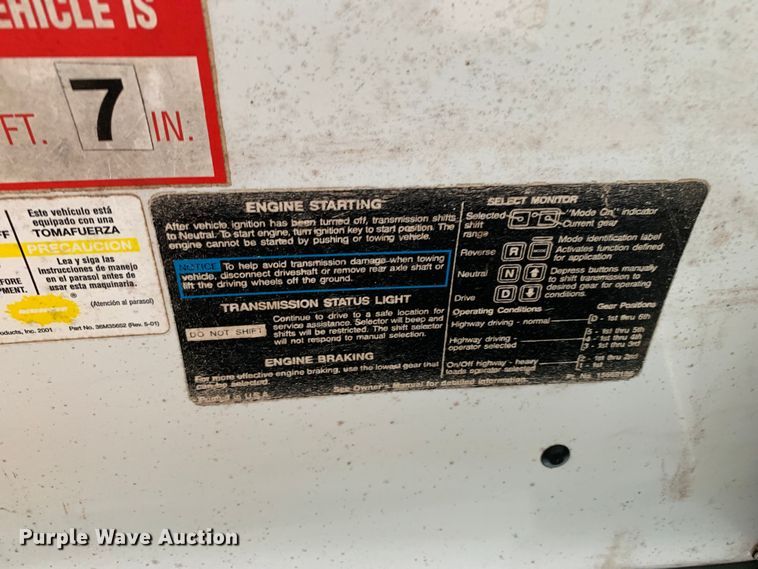 EHICLE IS
FT. 7 IN.
Este vehículo está
equipado con una
TOMAFUERZA
PRECAUCION
Lea y siga las
Instrucciones de manejo
en el parasol antes de
usar esta maquinaria.
(Atención al parasol)
FF
FORE
PMENT.
roducts, Inc. 2001 Part No. 38M35652 (Rev. 5-01)
ENGINE STARTING
After vehicle ignition has been turned off, transmission shifts
to Neutral. To start engine, turn ignition key to start position. The
engine cannot be started by pushing or towing vehicle.
NOTICE To help avoid transmission damage when towing
vehicle, disconnect driveshaft or remove rear axle shaft or
lift the driving wheels off the ground.
TRANSMISSION STATUS LIGHT
DO NOT SHIFT
Continue to drive to a safe location for
service assistance. Selector will beep and
shifts will be restricted. The shift selector
will not respond to manual selection.
ENGINE BRAKING
For more effective engine braking, use the lowest gear that
can be selected.
See Owner's Manual for detailed information.
Printed in U.S.A.
SELECT MONITOR
Selected
shift
range
"Mode On" indicator
Current gear
Reverse R
Mode identification label
Activates function defined
for application
Neutral N
Drive D
Depress buttons manually
to shift transmission to
desired gear for operating
conditions.
Operating Conditions Gear Positions
Highway driving - normal D - 1st thru 6th
Highway driving -
operator selected
5 - 1st thru 5th
4 - 1st thru 4th
3 - 1st thru 3rd
On/Off highway - heavy
loads operator selected
2 - 1st thru 2nd
1 - 1st
Purple Wave Auction